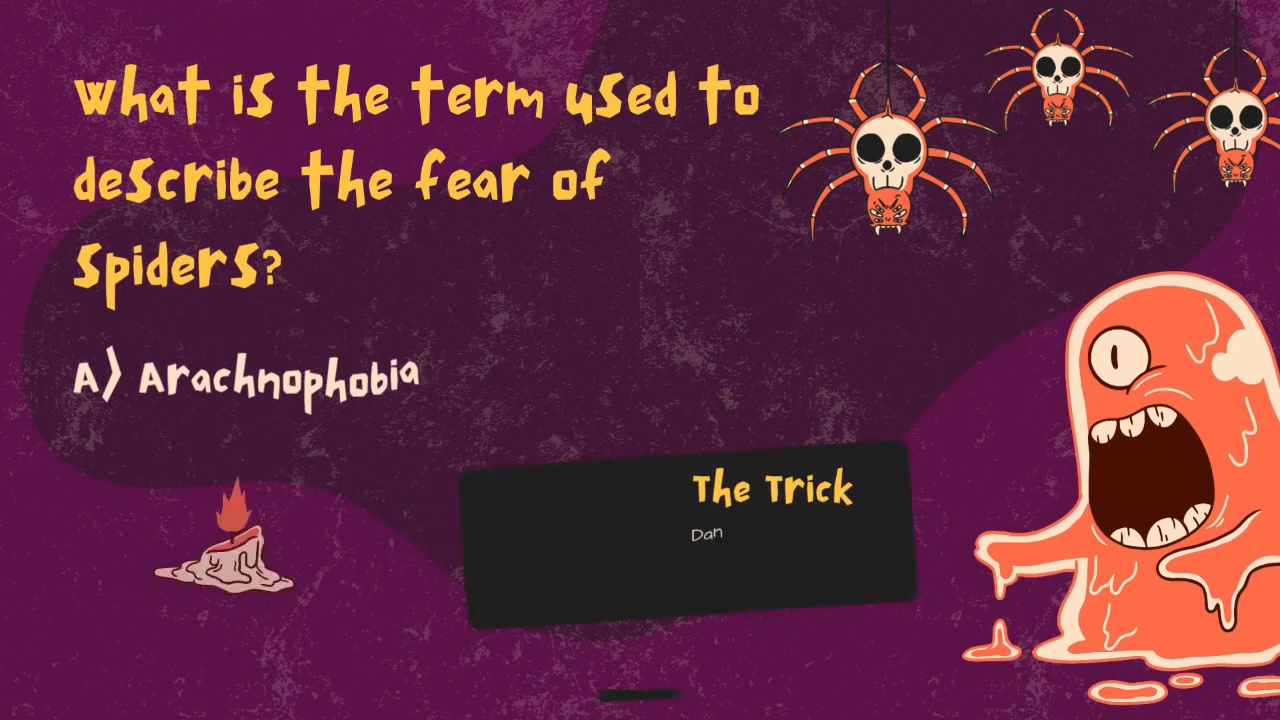 What is the term used to
describe the fear of
Spiders?
A) Arachnophobia
The Trick
Dan